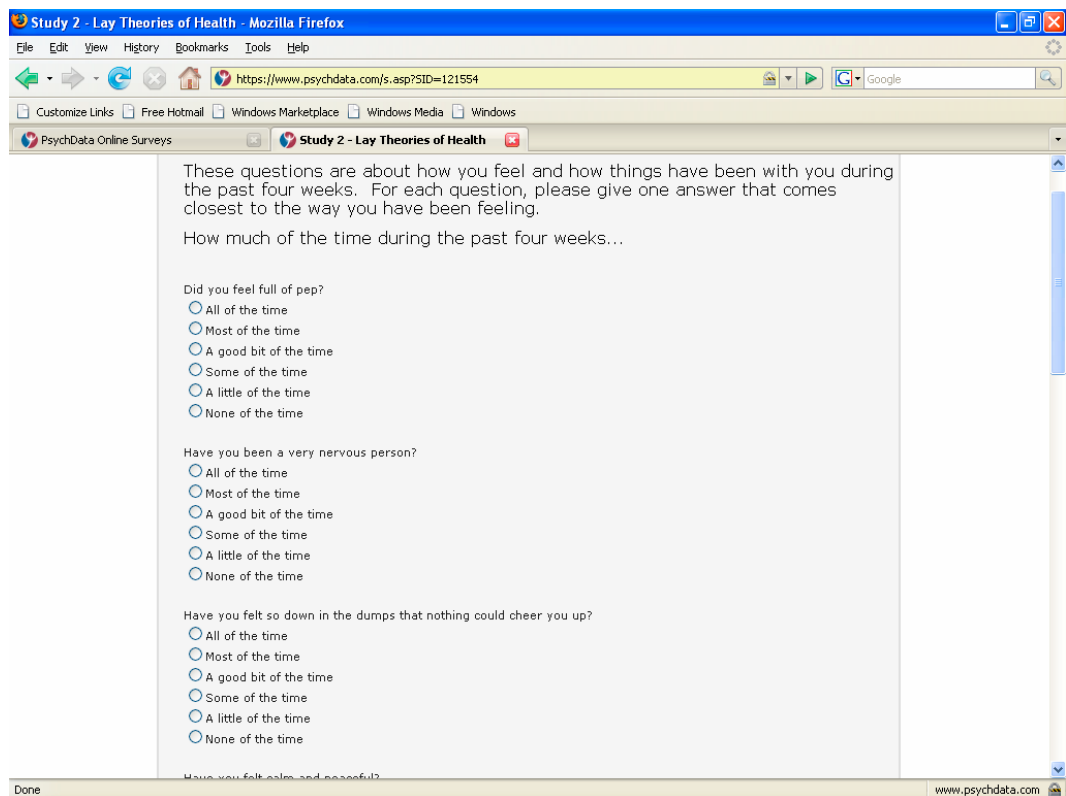 Study 2 - Lay Theories of Health - Mozilla Firefox
File Edit View History Bookmarks Tools Help
https://www.psychdata.com/s.asp?SID=121554
G Google
Customize Links Free Hotmail Windows Marketplace Windows Media Windows
PsychData Online Surveys Study 2 - Lay Theories of Health
These questions are about how you feel and how things have been with you during
the past four weeks. For each question, please give one answer that comes
closest to the way you have been feeling.
How much of the time during the past four weeks...
Did you feel full of pep?
All of the time
Most of the time
A good bit of the time
Some of the time
A little of the time
None of the time
Have you been a very nervous person?
All of the time
Most of the time
A good bit of the time
Some of the time
A little of the time
None of the time
Have you felt so down in the dumps that nothing could cheer you up?
All of the time
Most of the time
A good bit of the time
Some of the time
A little of the time
None of the time
Have you felt calm and peaceful?
Done www.psychdata.com